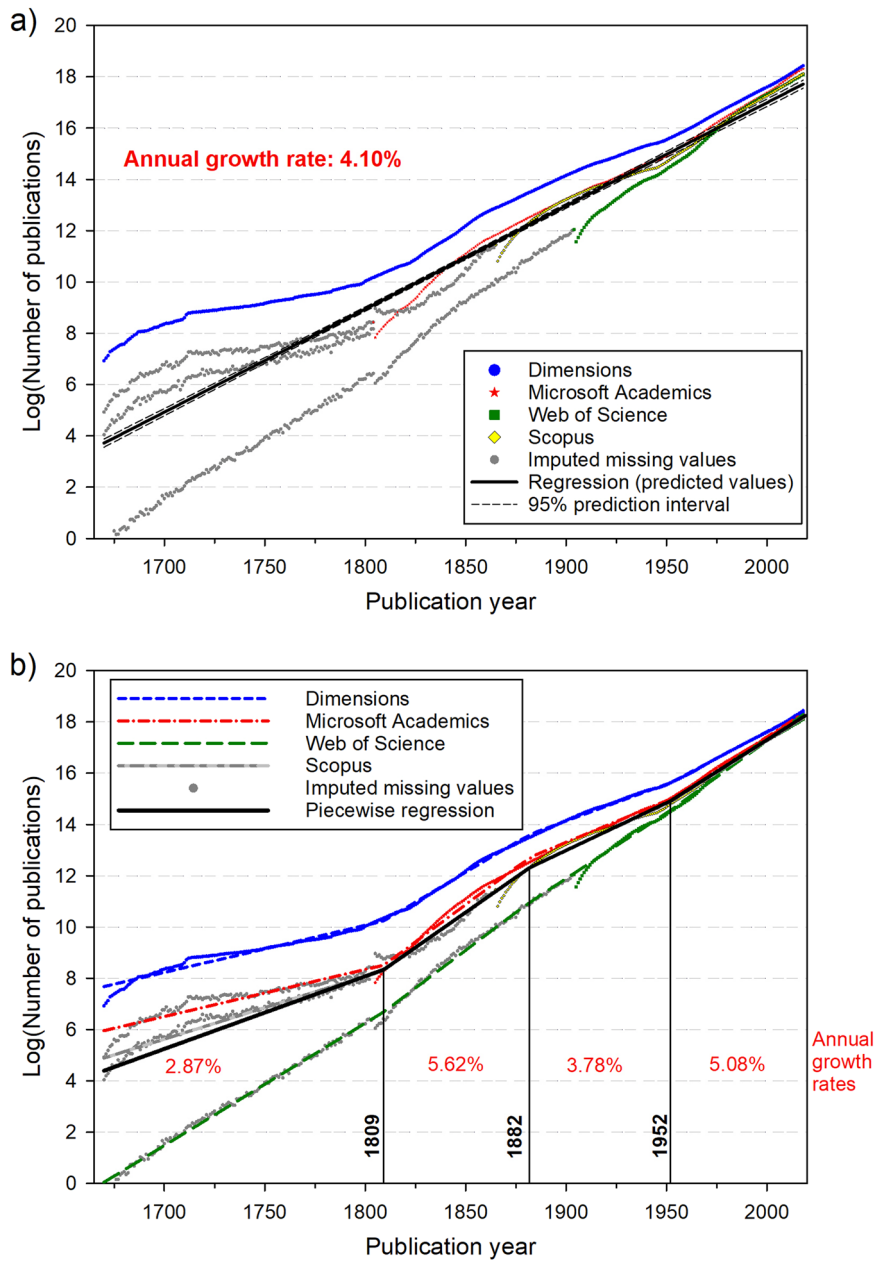 a)
20
18
16
14
12
10
8
6
4
2
0
Log(Number of publications)
Annual growth rate: 4.10%
Dimensions
Microsoft Academics
Web of Science
Scopus
Imputed missing values
Regression (predicted values)
95% prediction interval
1700 1750 1800 1850 1900 1950 2000
Publication year
b)
20
18
16
14
12
10
8
6
4
2
0
Log(Number of publications)
Dimensions
Microsoft Academics
Web of Science
Scopus
Imputed missing values
Piecewise regression
2.87% 5.62% 3.78% 5.08%
Annual
growth
rates
1809
1882
1952
1700 1750 1800 1850 1900 1950 2000
Publication year